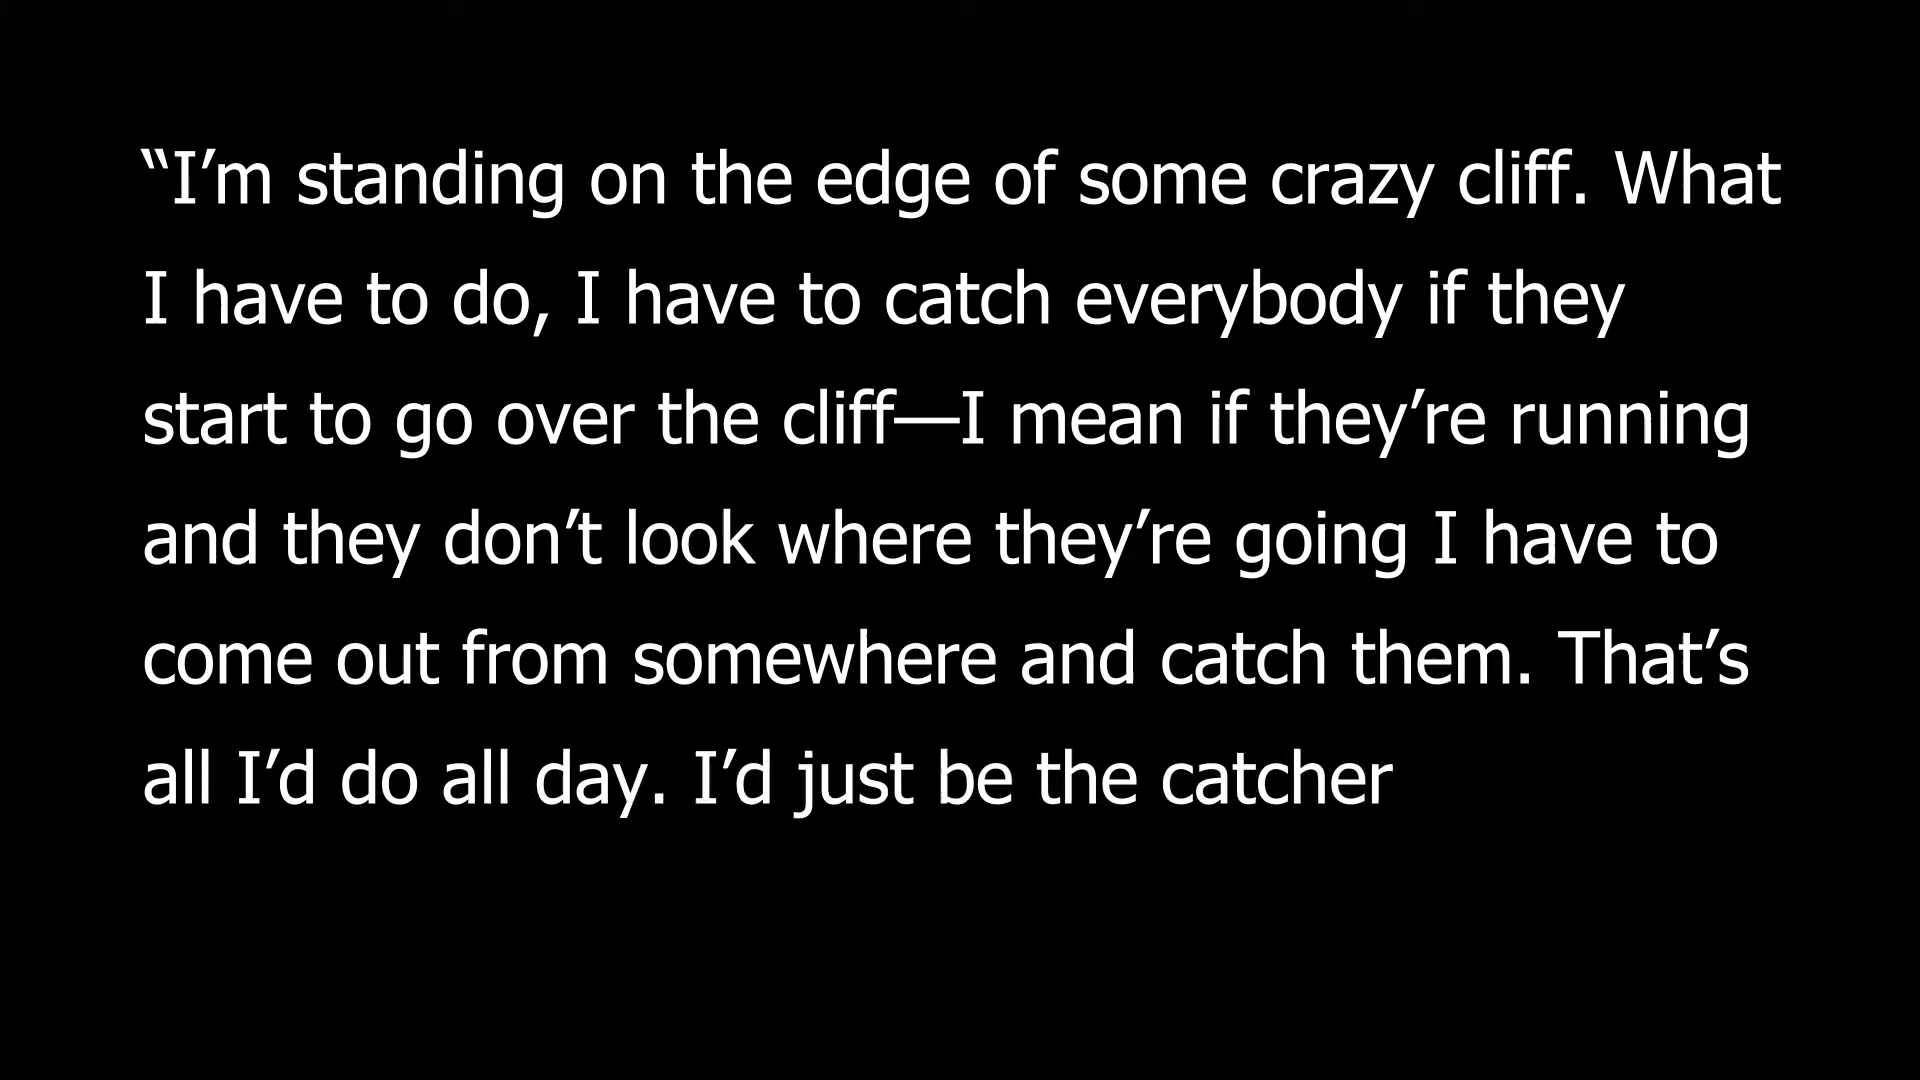 “I’m standing on the edge of some crazy cliff. What
I have to do, I have to catch everybody if they
start to go over the cliff—I mean if they’re running
and they don’t look where they’re going I have to
come out from somewhere and catch them. That’s
all I’d do all day. I’d just be the catcher